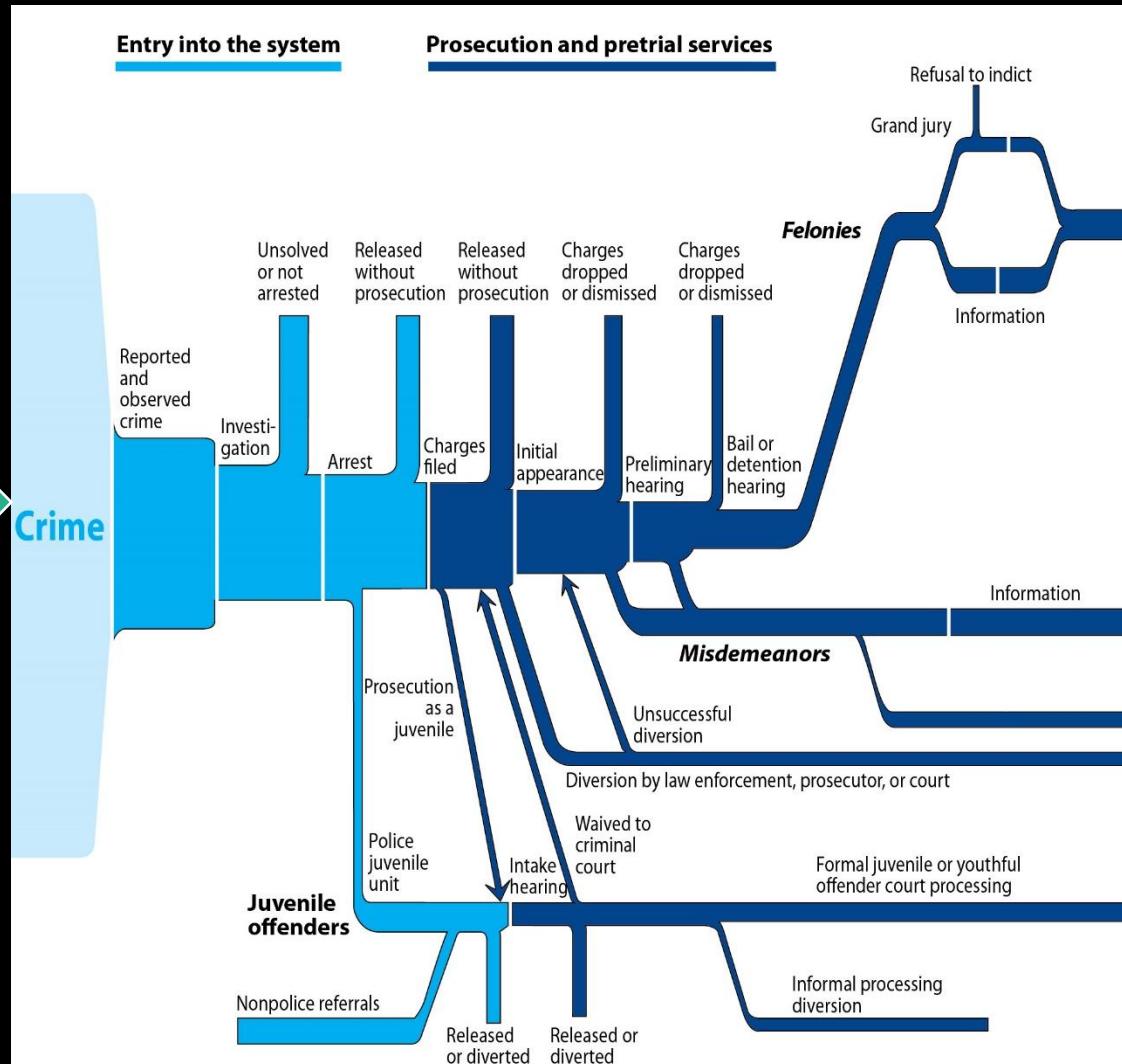 Entry into the system
Prosecution and pretrial services
Refusal to indict
Grand jury
Felonies
Information
Unsolved
or not
arrested
Released
without
prosecution
Released
without
prosecution
Charges
dropped
or dismissed
Charges
dropped
or dismissed
Reported
and
observed
crime
Investi-
gation
Arrest
Charges
filed
Initial
appearance
Preliminary
hearing
Bail or
detention
hearing
Crime
Information
Misdemeanors
Prosecution
as a
juvenile
Unsuccessful
diversion
Diversion by law enforcement, prosecutor, or court
Waived to
criminal
court
Police
juvenile
unit
Intake
hearing
Formal juvenile or youthful
offender court processing
Juvenile
offenders
Nonpolice referrals
Released
or diverted
Released or
diverted
Informal processing
diversion